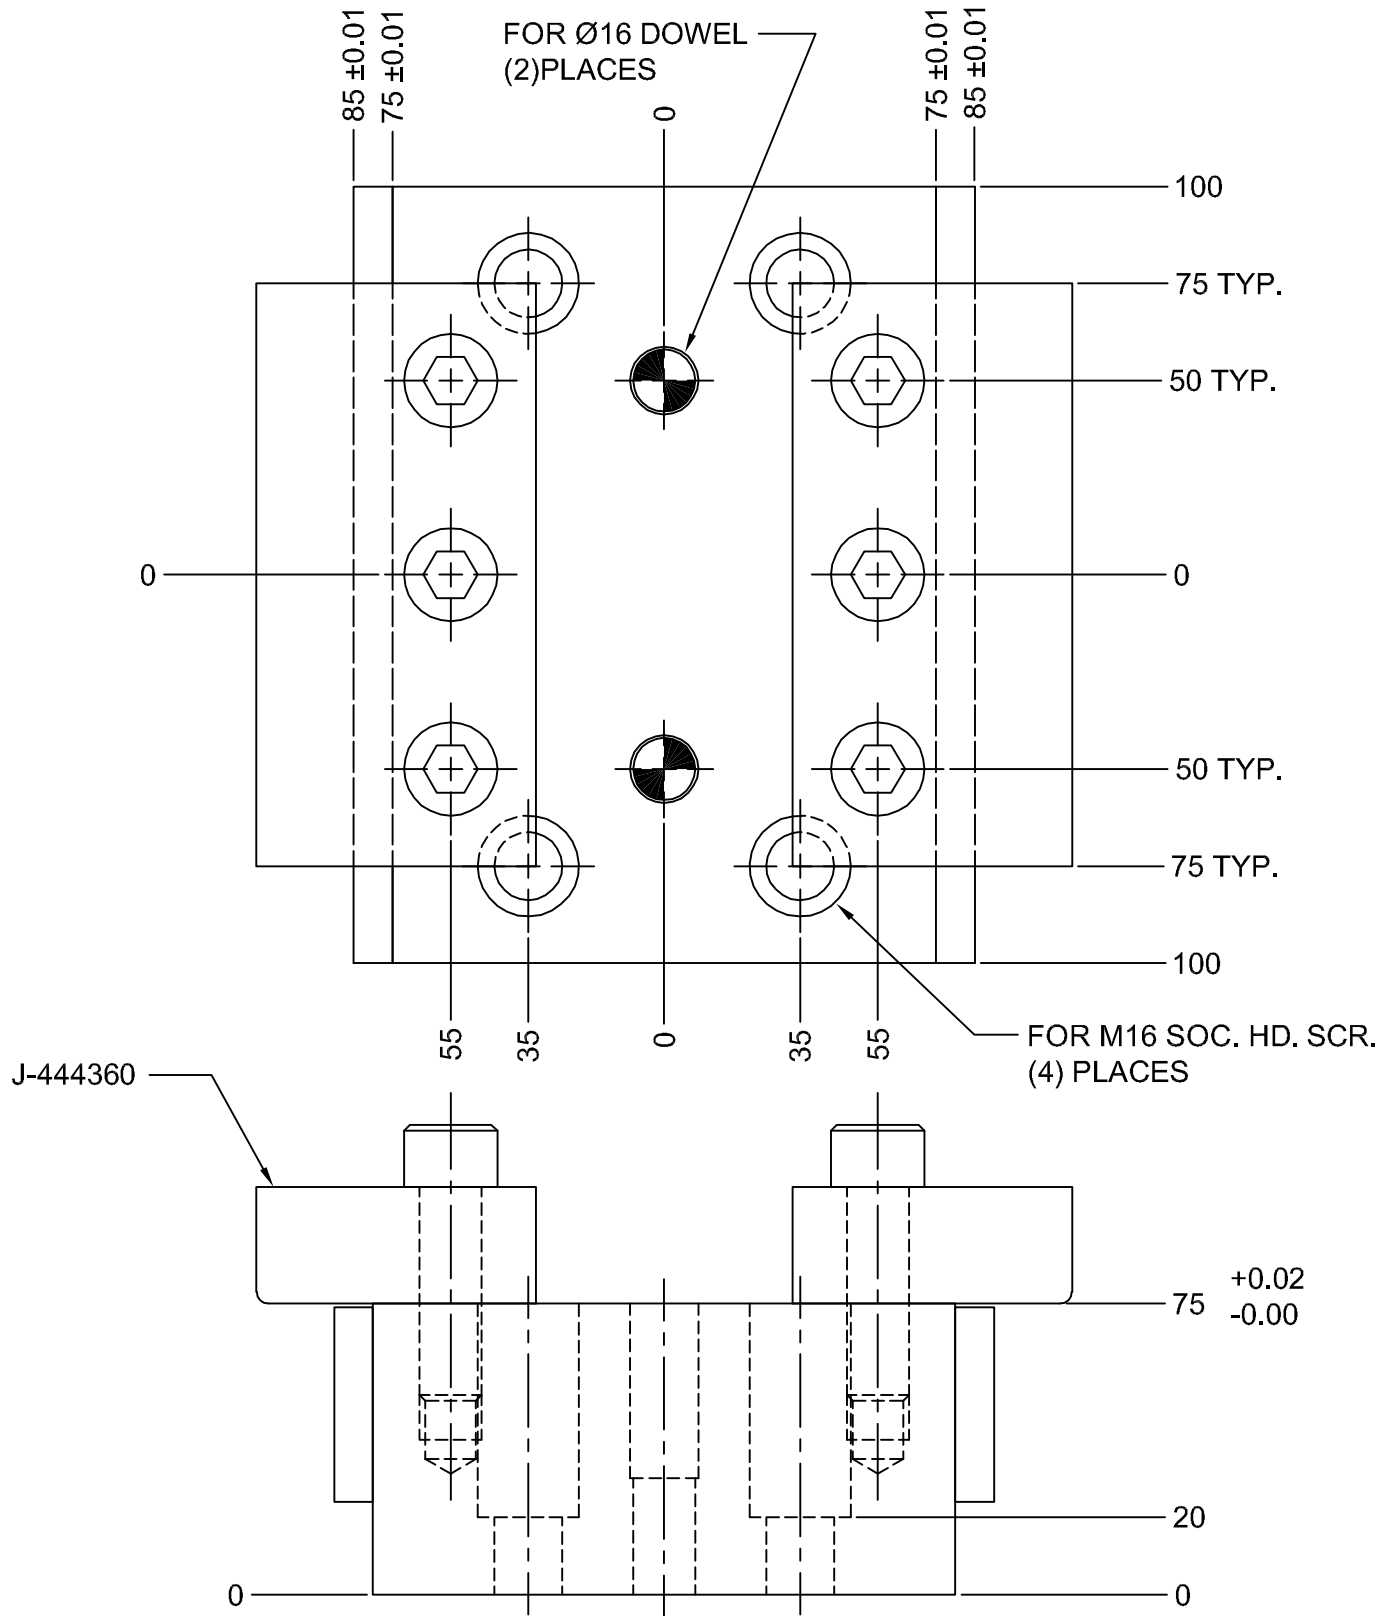 85 ±0.01
75 ±0.01
FOR Ø16 DOWEL
(2)PLACES
0
75 ±0.01
85 ±0.01
100
75 TYP.
50 TYP.
0
0
50 TYP.
75 TYP.
100
55
35
0
35
55
FOR M16 SOC. HD. SCR.
(4) PLACES
J-444360
+0.02
75
-0.00
20
0
0